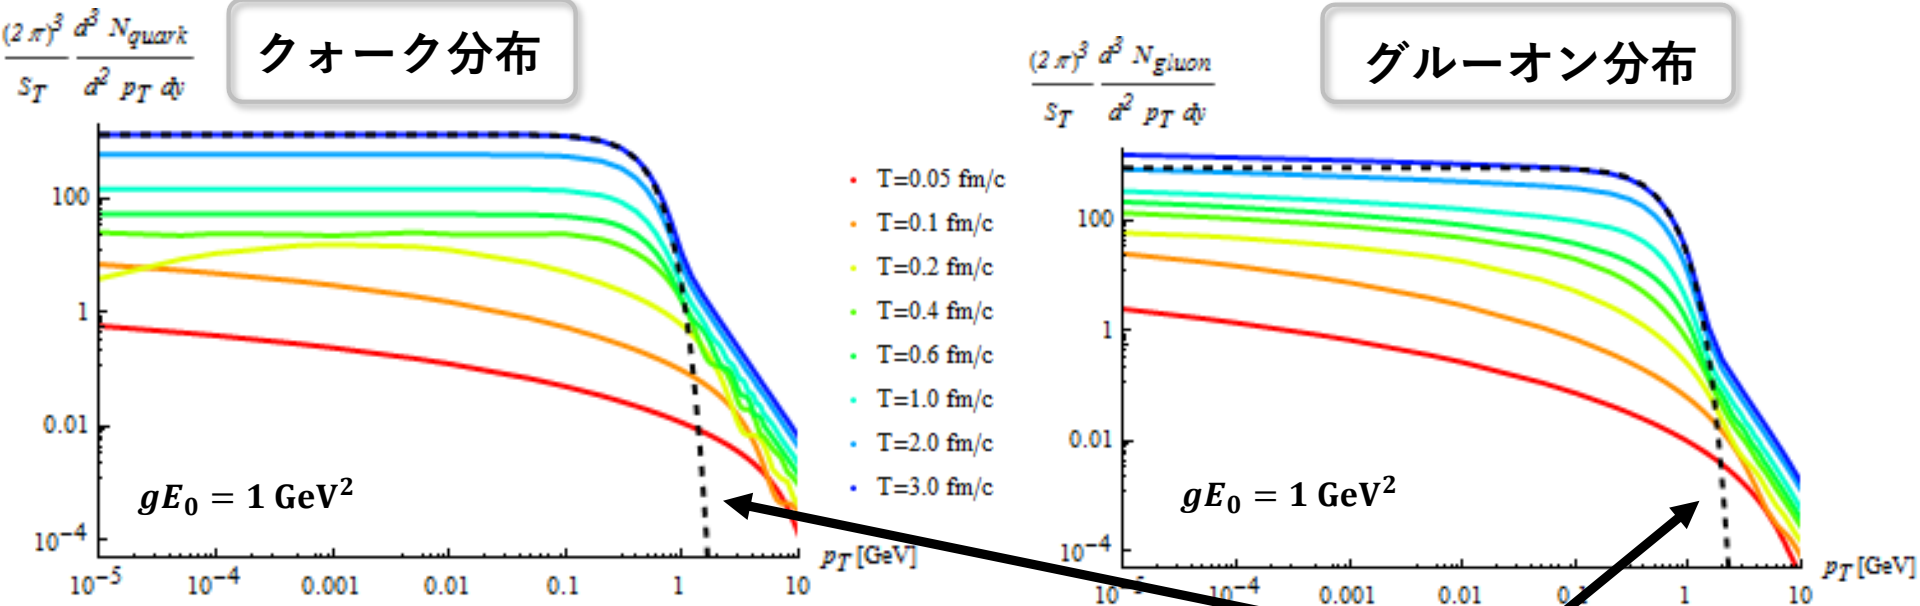 (2 π)³ d³ N_quark
S_T d² p_T dy
クォーク分布
100
1
0.01
10⁻⁴
gE₀ = 1 GeV²
10⁻⁵ 10⁻⁴ 0.001 0.01 0.1 1 10
p_T [GeV]
T=0.05 fm/c
T=0.1 fm/c
T=0.2 fm/c
T=0.4 fm/c
T=0.6 fm/c
T=1.0 fm/c
T=2.0 fm/c
T=3.0 fm/c
(2 π)³ d³ N_gluon
S_T d² p_T dy
グルーオン分布
100
1
0.01
10⁻⁴
gE₀ = 1 GeV²
10⁻⁴ 0.001 0.01 1 10
p_T [GeV]